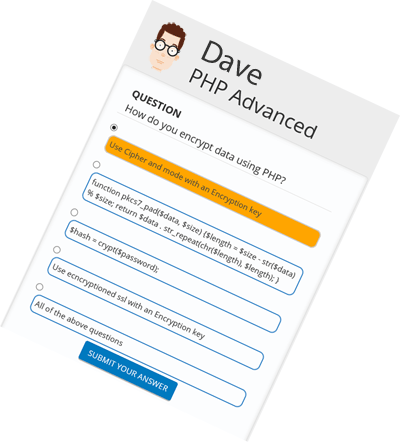 Dave
PHP Advanced
QUESTION
How do you encrypt data using PHP?
Use Cipher and mode with an Encryption key
function pkcs7_pad($data, $size) {$length = $size - str($data)
% $size; return $data . str_repeat(chr($length), $length); }
$hash = crypt($password);
Use ecncryptioned ssl with an Encryption key
All of the above questions
SUBMIT YOUR ANSWER